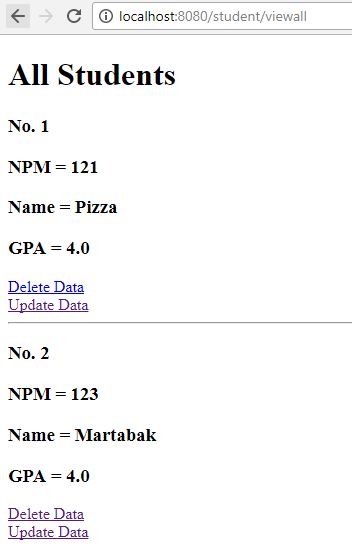 localhost:8080/student/viewall
All Students
No. 1
NPM = 121
Name = Pizza
GPA = 4.0
Delete Data
Update Data
No. 2
NPM = 123
Name = Martabak
GPA = 4.0
Delete Data
Update Data